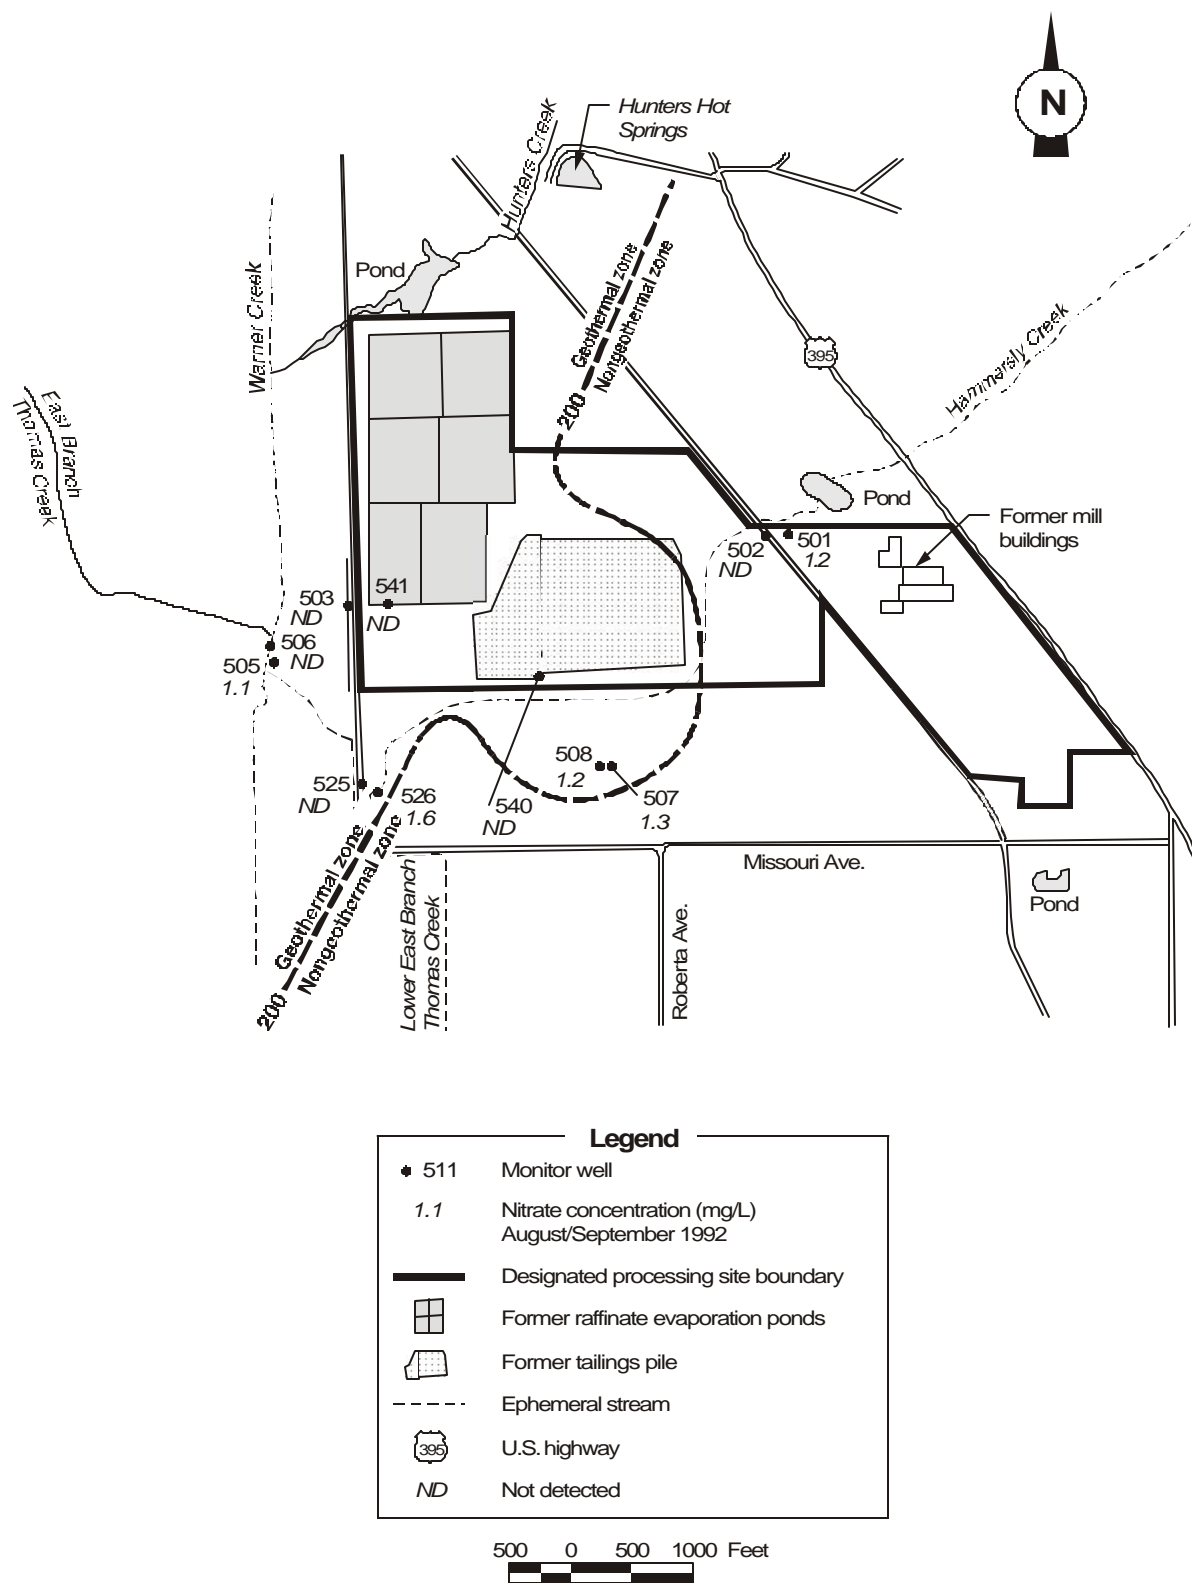 N
Hunters Hot
Springs
Hunters Creek
Pond
Warner Creek
Geothermal zone
Nongeothermal zone
200
395
Hammersly Creek
East Branch
Thomas Creek
Pond
Former mill
buildings
502
ND
501
1.2
541
ND
503
ND
506
ND
505
1.1
508
1.2
507
1.3
525
ND
526
1.6
540
ND
Geothermal zone
Nongeothermal zone
200
Missouri Ave.
Lower East Branch
Thomas Creek
Roberta Ave.
Pond
Legend
511 Monitor well
1.1 Nitrate concentration (mg/L)
August/September 1992
Designated processing site boundary
Former raffinate evaporation ponds
Former tailings pile
Ephemeral stream
395 U.S. highway
ND Not detected
500 0 500 1000 Feet